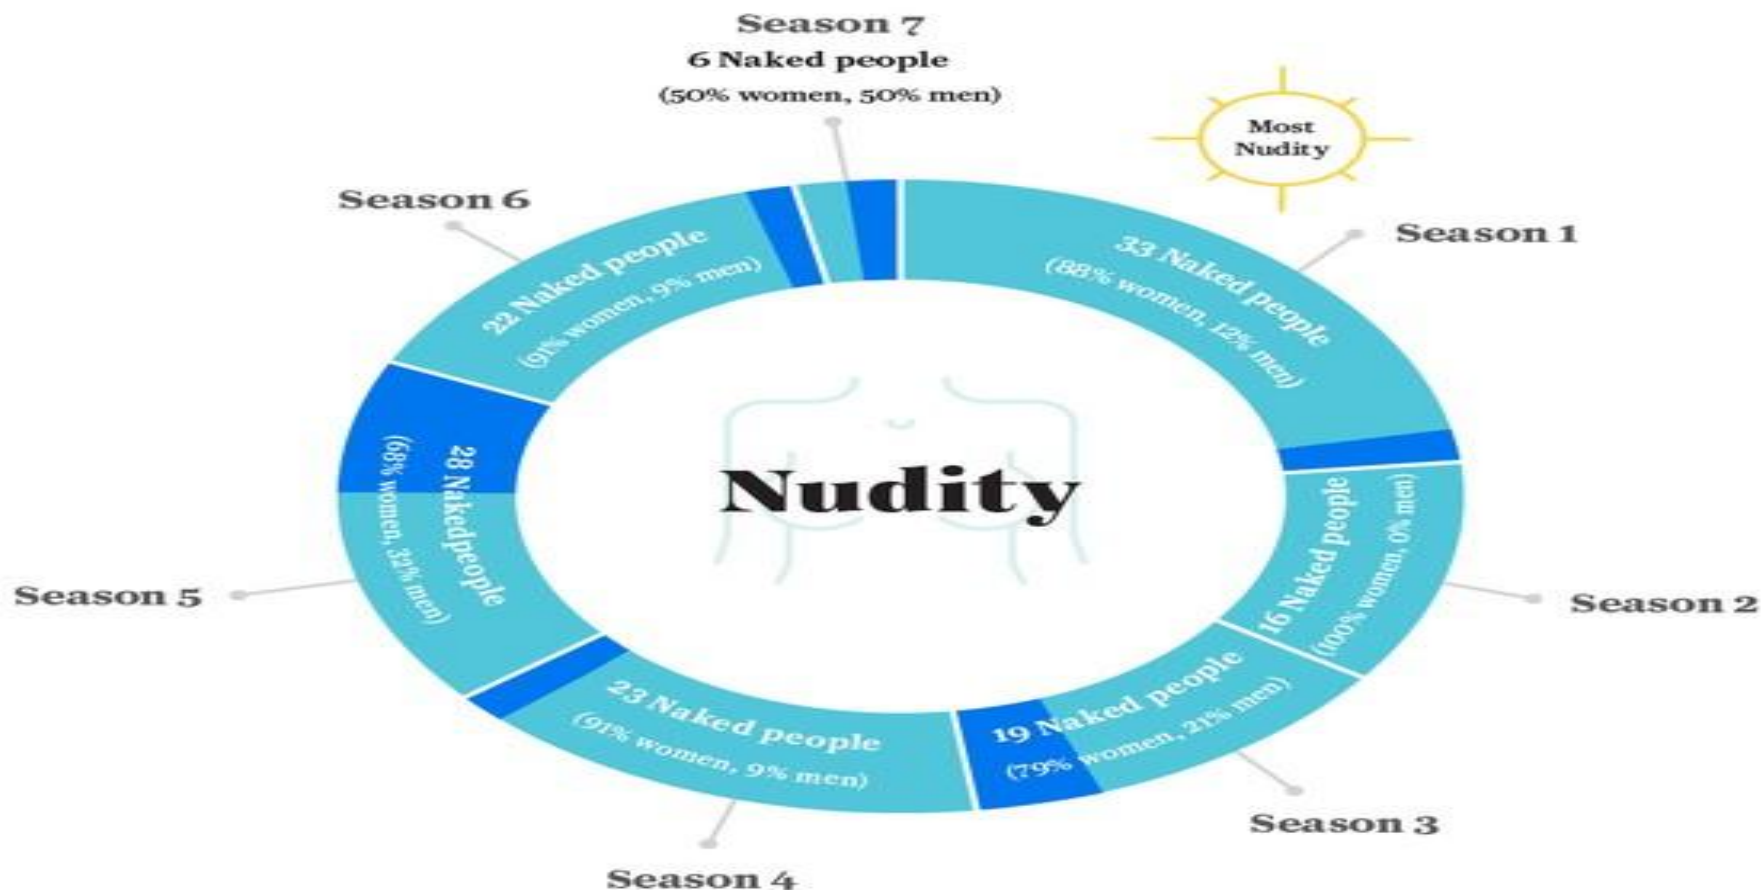 Season 7
6 Naked people
(50% women, 50% men)
Most
Nudity
Season 1
33 Naked people
(88% women, 12% men)
Season 2
16 Naked people
(100% women, 0% men)
Season 3
19 Naked people
(79% women, 21% men)
Season 4
23 Naked people
(91% women, 9% men)
Season 5
28 Nakedpeople
(68% women, 32% men)
Season 6
22 Naked people
(91% women, 9% men)
Nudity